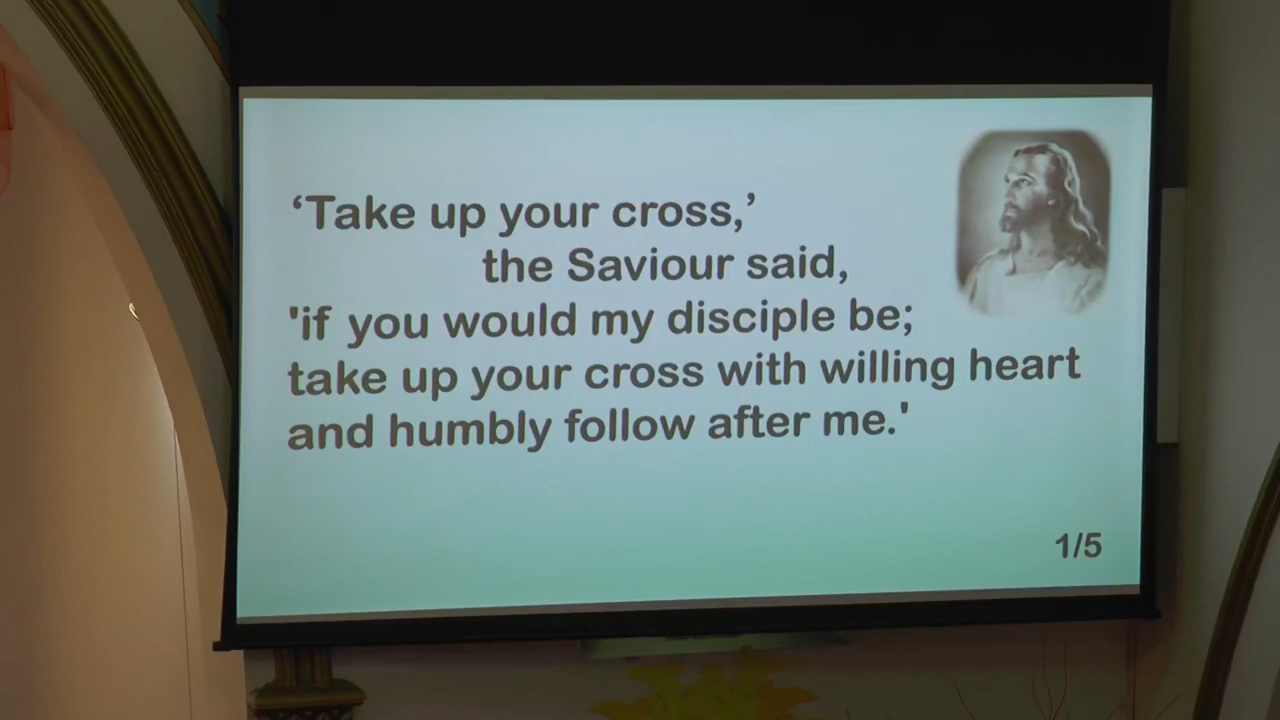 ‘Take up your cross,’
the Saviour said,
'if you would my disciple be;
take up your cross with willing heart
and humbly follow after me.'
1/5